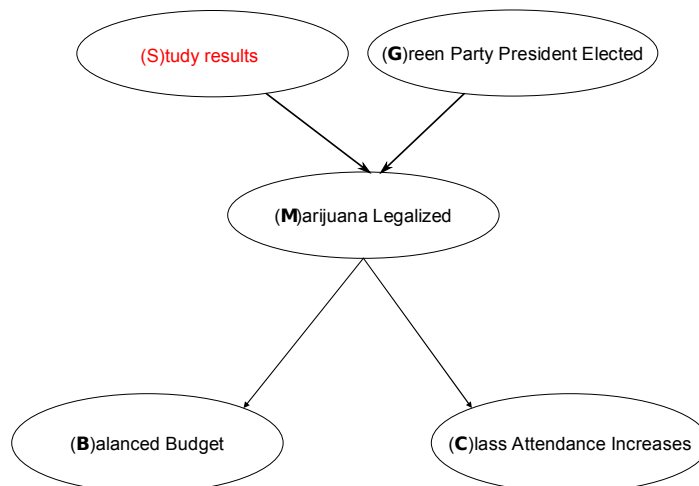 (S)tudy results
(G)reen Party President Elected
(M)arijuana Legalized
(B)alanced Budget
(C)lass Attendance Increases